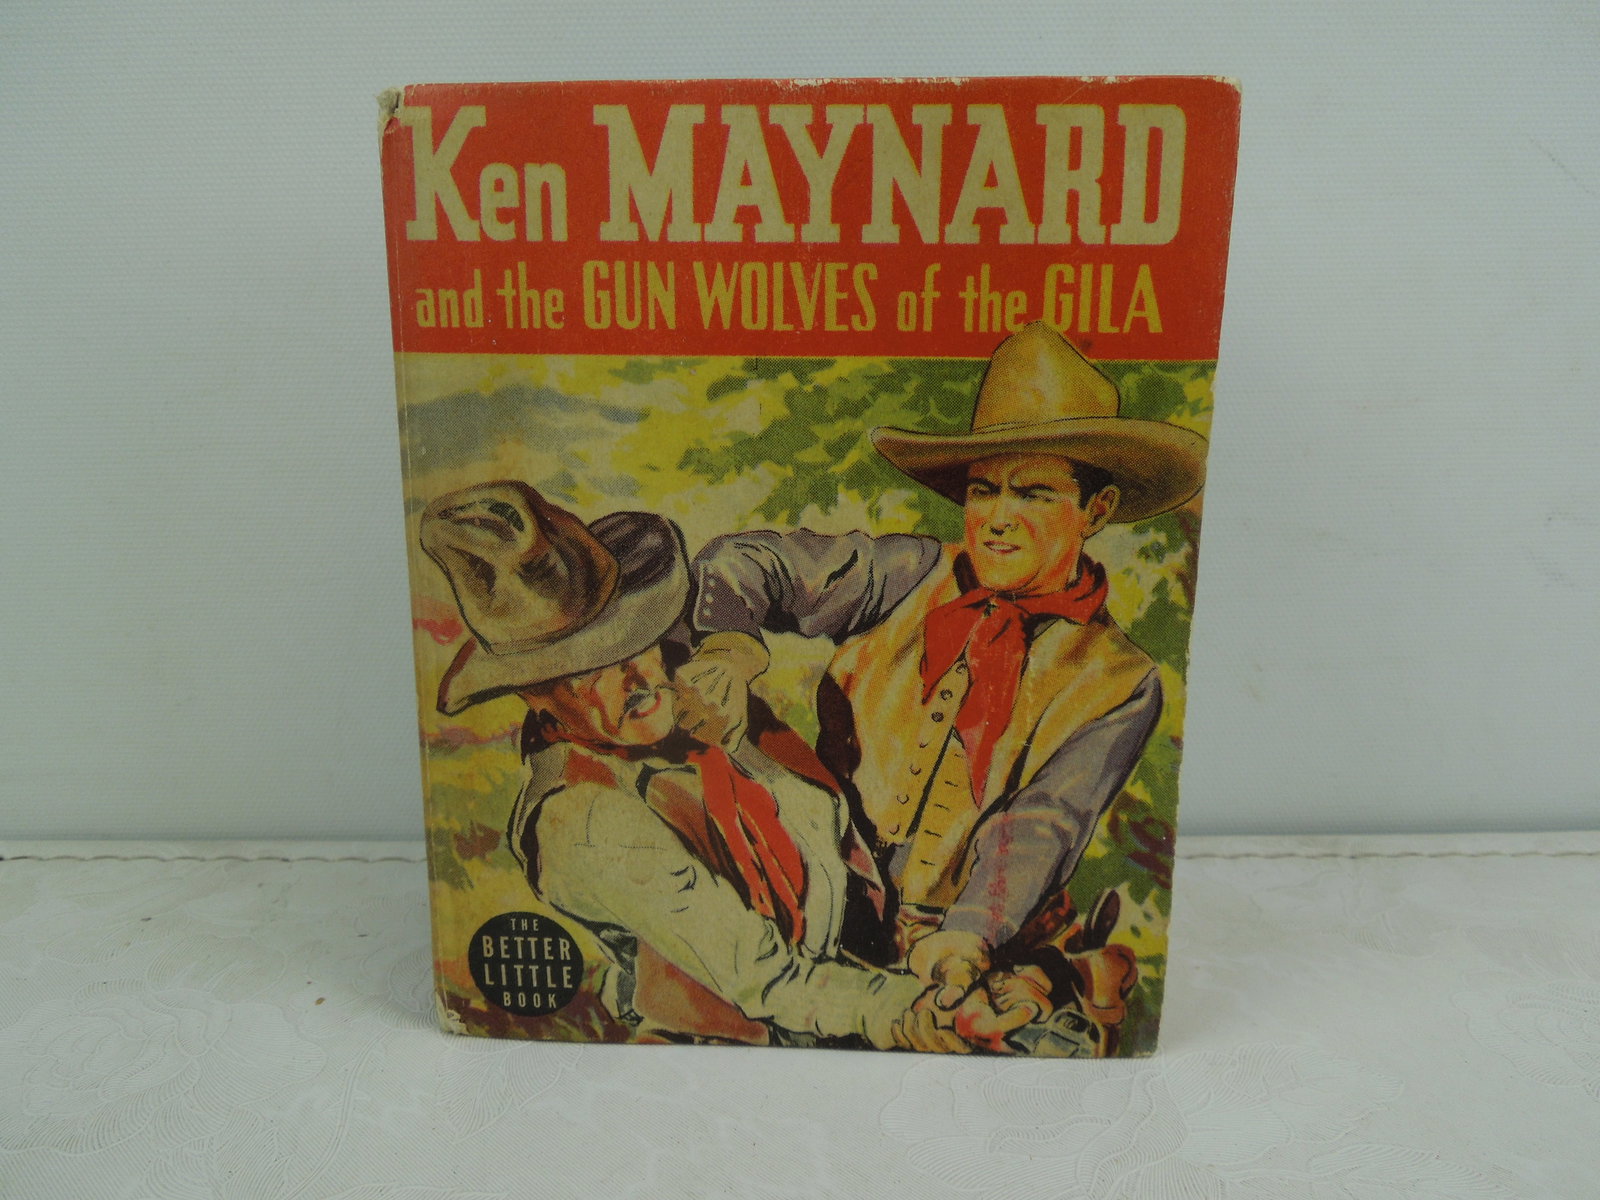 Ken MAYNARD
and the GUN WOLVES of the GILA
THE
BETTER
LITTLE
BOOK